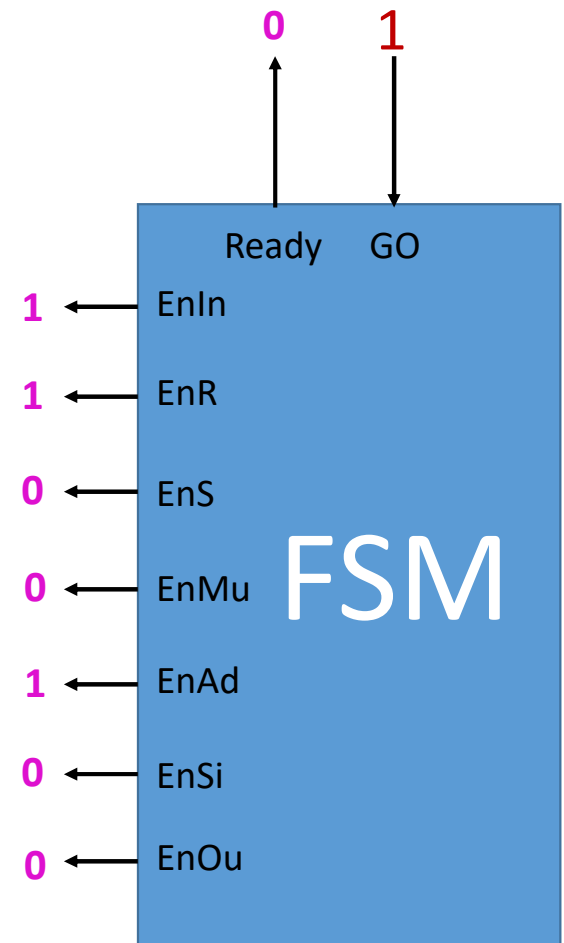 0 1
Ready GO
1 EnIn
1 EnR
0 EnS
0 EnMu
FSM
1 EnAd
0 EnSi
0 EnOu